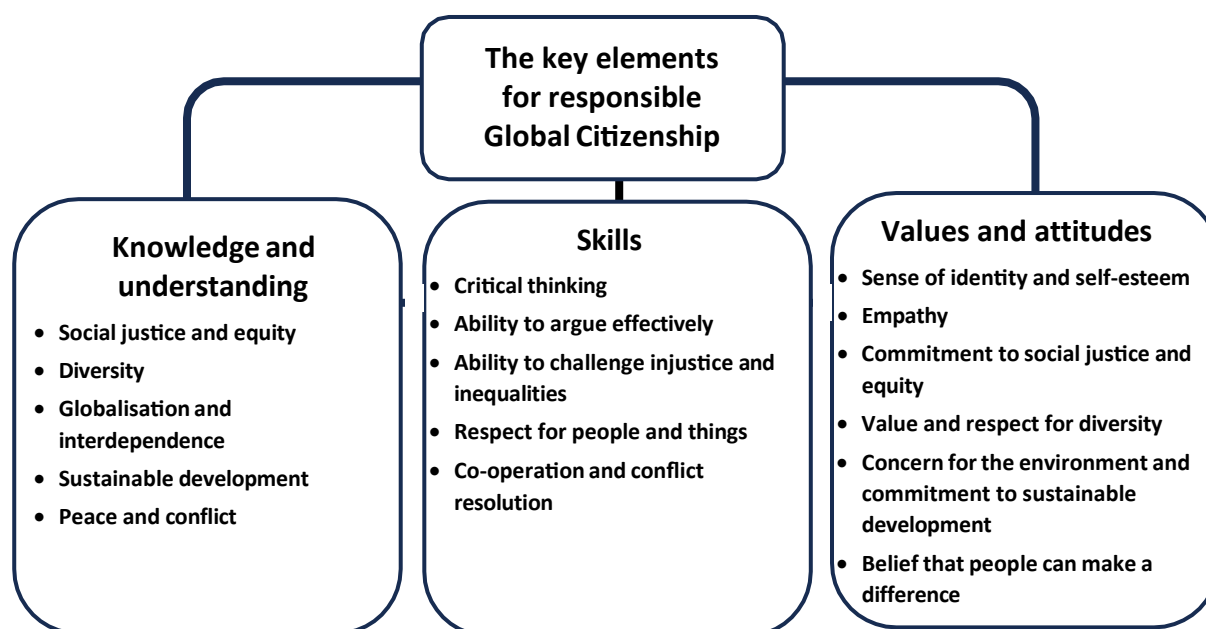 The key elements
for responsible
Global Citizenship
Knowledge and
understanding
• Social justice and equity
• Diversity
• Globalisation and
interdependence
• Sustainable development
• Peace and conflict
Skills
• Critical thinking
• Ability to argue effectively
• Ability to challenge injustice and
inequalities
• Respect for people and things
• Co-operation and conflict
resolution
Values and attitudes
• Sense of identity and self-esteem
• Empathy
• Commitment to social justice and
equity
• Value and respect for diversity
• Concern for the environment and
commitment to sustainable
development
• Belief that people can make a
difference